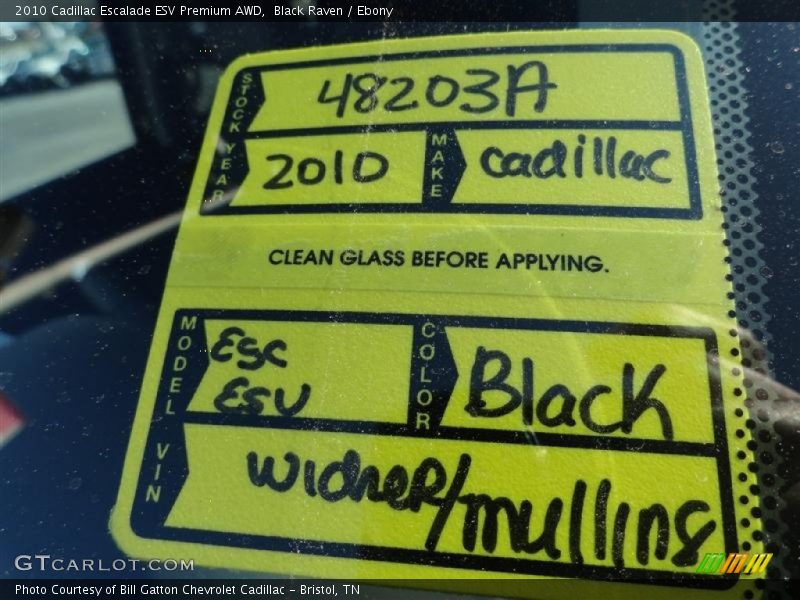 2010 Cadillac Escalade ESV Premium AWD,  Black Raven / Ebony
STOCK 48203A
YEAR 2010 MAKE cadillac
CLEAN GLASS BEFORE APPLYING.
MODEL Esc COLOR Black
Esv
VIN widner/mullins
GTCARLOT.COM
Photo Courtesy of Bill Gatton Chevrolet Cadillac - Bristol, TN